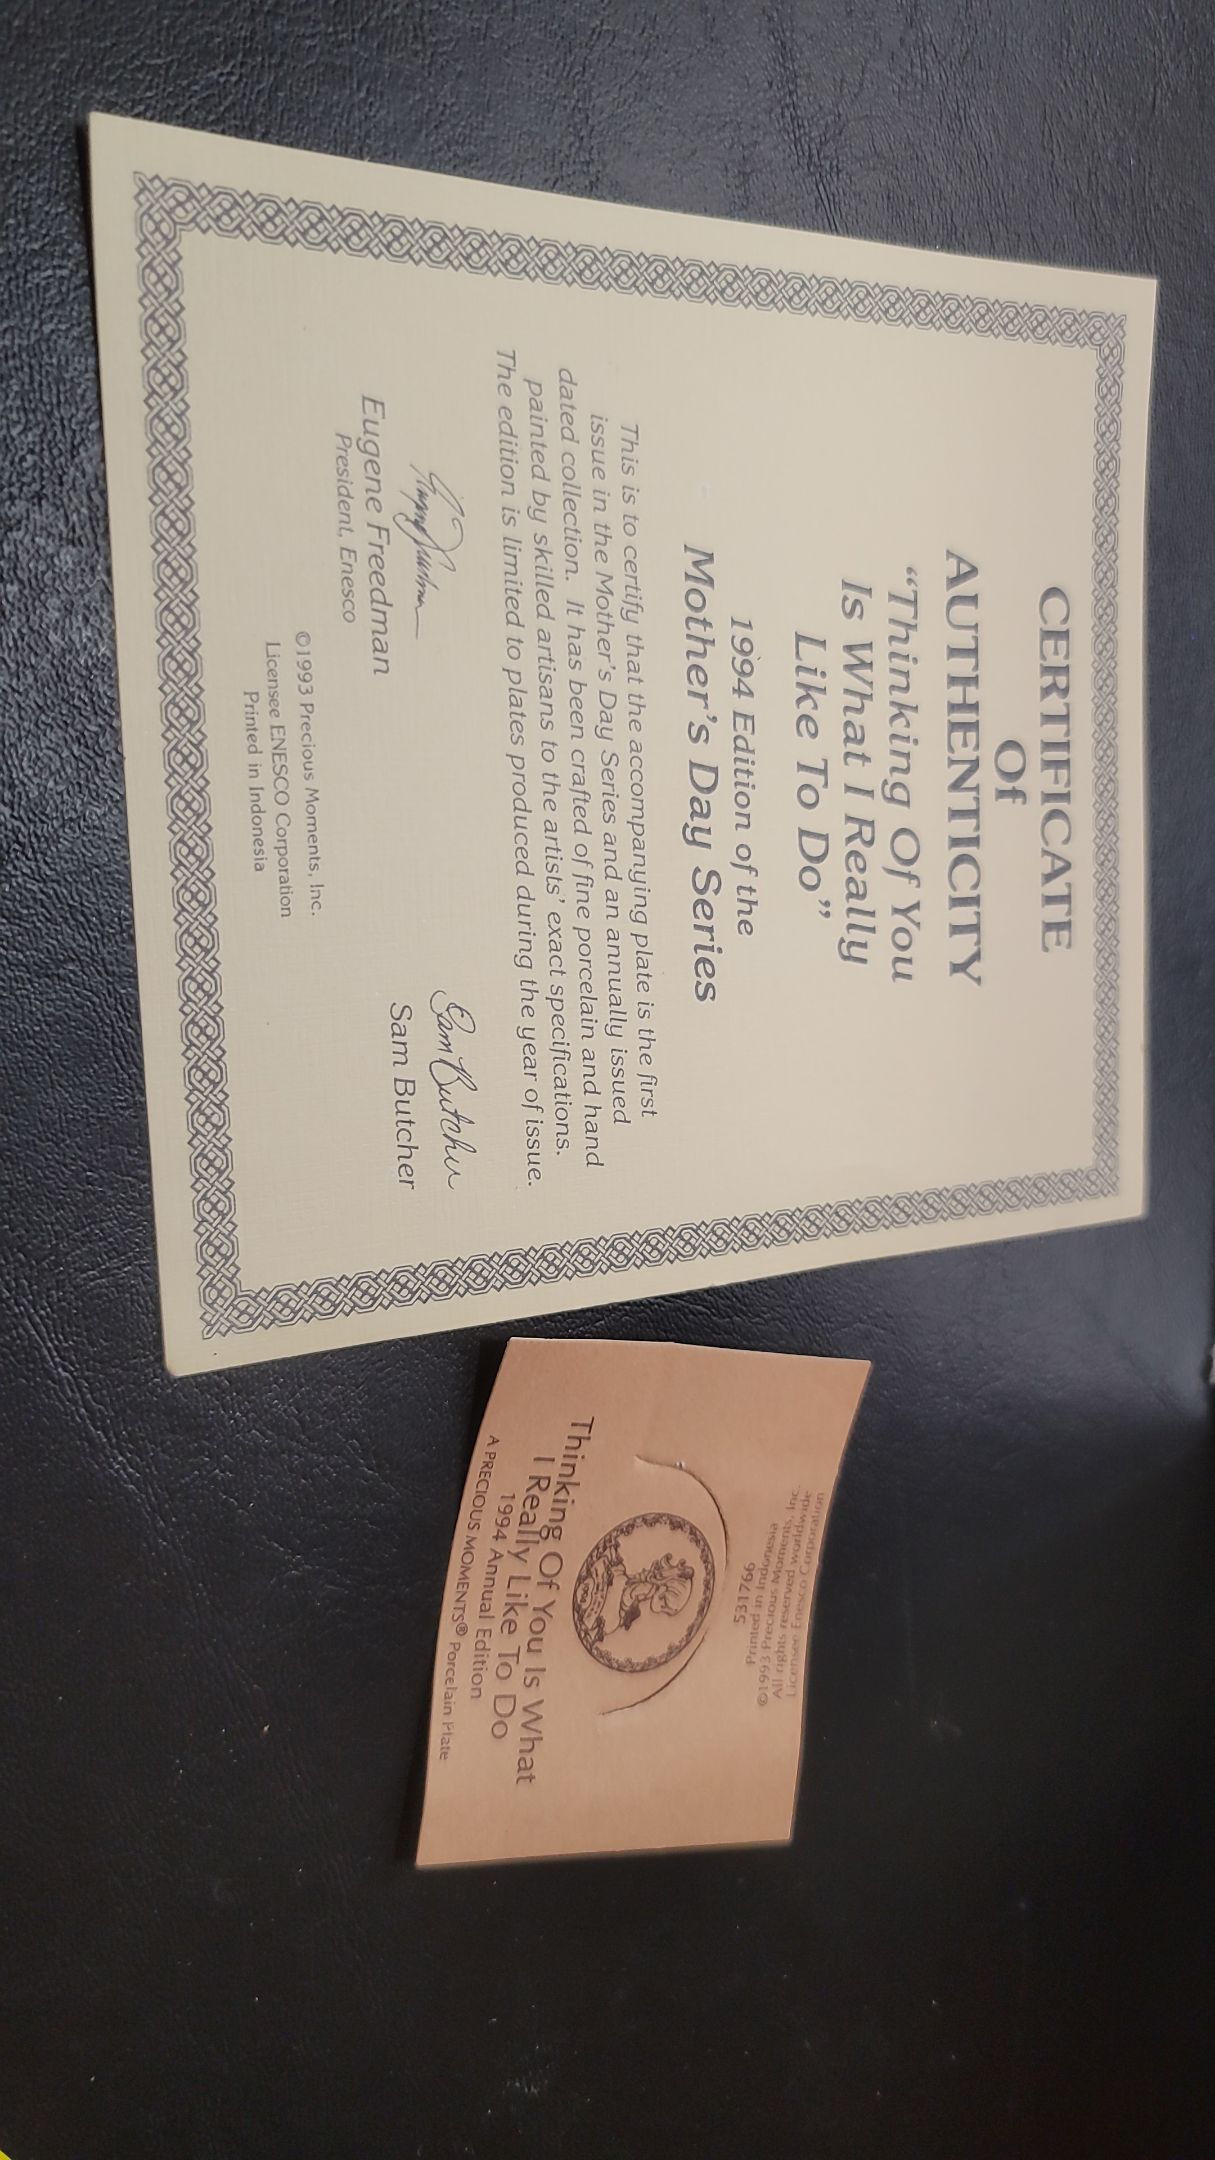 CERTIFICATE
Of
AUTHENTICITY
“Thinking Of You
Is What I Really
Like To Do”
1994 Edition of the
Mother’s Day Series
This is to certify that the accompanying plate is the first
issue in the Mother’s Day Series and an annually issued
dated collection. It has been crafted of fine porcelain and hand
painted by skilled artisans to the artists’ exact specifications.
The edition is limited to plates produced during the year of issue.
Eugene Freedman
President, Enesco
Sam Butcher
Sam Butcher
©1993 Precious Moments, Inc.
Licensee ENESCO Corporation
Printed in Indonesia
531766
Printed in Indonesia
©1993 Precious Moments, Inc.
All rights reserved worldwide
Licensee Enesco Corporation
Thinking Of You Is What
I Really Like To Do
1994 Annual Edition
A PRECIOUS MOMENTS® Porcelain Plate